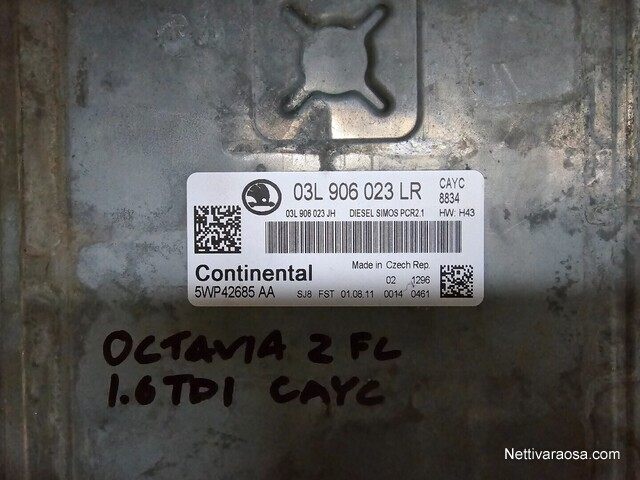 03L 906 023 LR CAYC
8834
03L 906 023 JH DIESEL SIMOS PCR2.1 HW: H43
Continental Made in Czech Rep.
02 1296
5WP42685 AA SJ8 FST 01.08.11 0014 0461
OCTAVIA 2 FL
1.6 TDI CAYC
Nettivaraosa.com